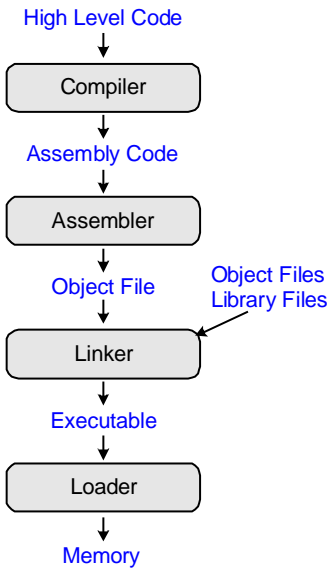 High Level Code
Compiler
Assembly Code
Assembler
Object File
Object Files
Library Files
Linker
Executable
Loader
Memory